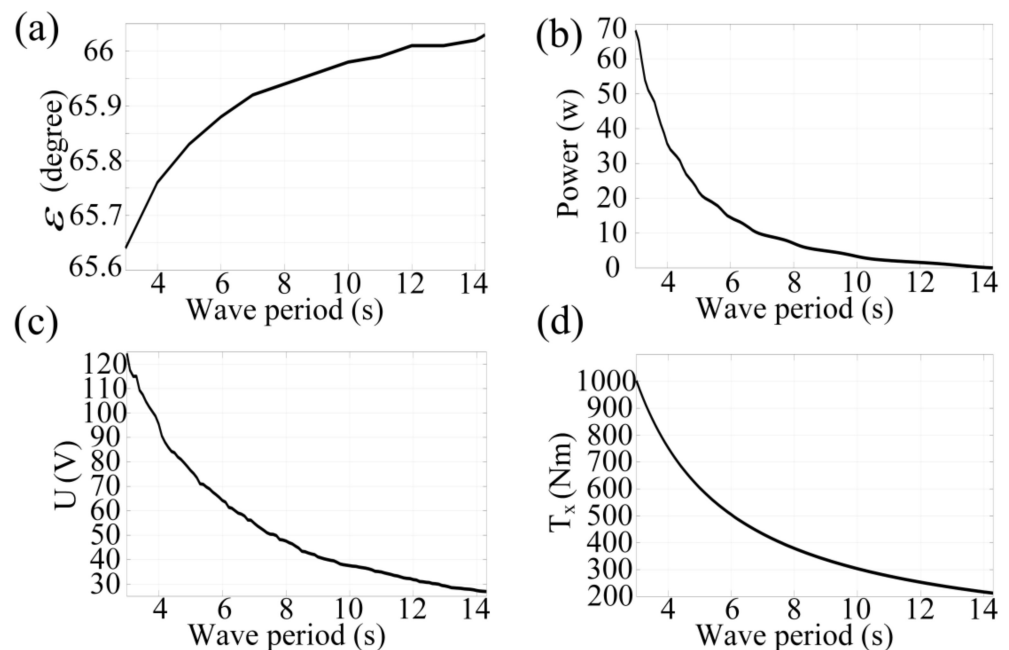 (a)
66
65.9
65.8
65.7
65.6
ε (degree)
4 6 8 10 12 14
Wave period (s)
(b)
70
60
50
40
30
20
10
0
Power (w)
4 6 8 10 12 14
Wave period (s)
(c)
120
110
100
90
80
70
60
50
40
30
U (V)
4 6 8 10 12 14
Wave period (s)
(d)
1000
900
800
700
600
500
400
300
200
Tₓ (Nm)
4 6 8 10 12 14
Wave period (s)